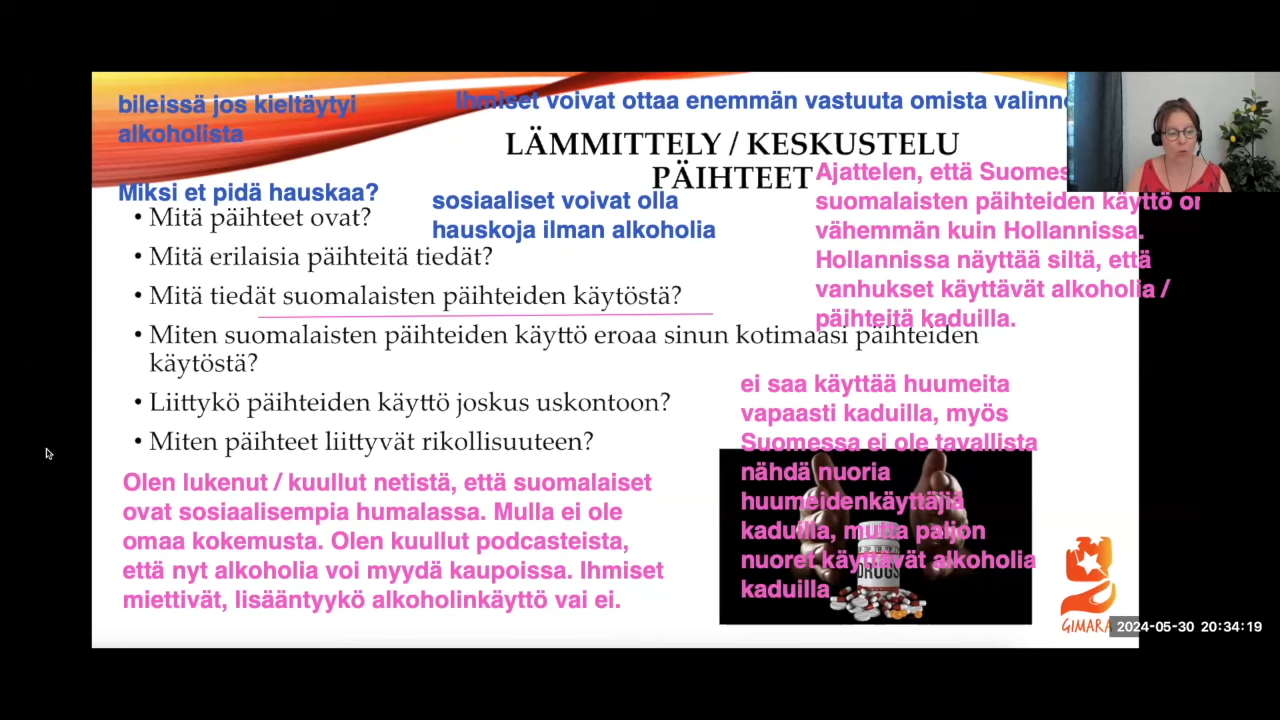 bileissä jos kieltäytyi
alkoholista
Ihmiset voivat ottaa enemmän vastuuta omista
LÄMMITTELY / KESKUSTELU
PÄIHTEET
Miksi et pidä hauskaa?
sosiaaliset voivat olla
hauskoja ilman alkoholia
Ajattelen, että
suomalaisten päihteiden käyttö
vähemmän kuin Hollannissa.
Hollannissa näyttää siltä, että
vanhukset käyttävät alkoholia /
päihteitä kaduilla.
• Mitä päihteet ovat?
• Mitä erilaisia päihteitä tiedät?
• Mitä tiedät suomalaisten päihteiden käytöstä?
• Miten suomalaisten päihteiden käyttö eroaa sinun kotimaasi päihteiden
käytöstä?
• Liittykö päihteiden käyttö joskus uskontoon?
• Miten päihteet liittyvät rikollisuuteen?
ei saa käyttää huumeita
vapaasti kaduilla, myös
Suomessa ei ole tavallista
nähdä nuoria
huumeidenkäyttäjiä
kaduilla, mutta paljon
nuoret käyttävät alkoholia
kaduilla
DRUGS
Olen lukenut / kuullut netistä, että suomalaiset
ovat sosiaalisempia humalassa. Mulla ei ole
omaa kokemusta. Olen kuullut podcasteista,
että nyt alkoholia voi myydä kaupoissa. Ihmiset
miettivät, lisääntyykö alkoholinkäyttö vai ei.
GIMARA
2024-05-30 20:34:19